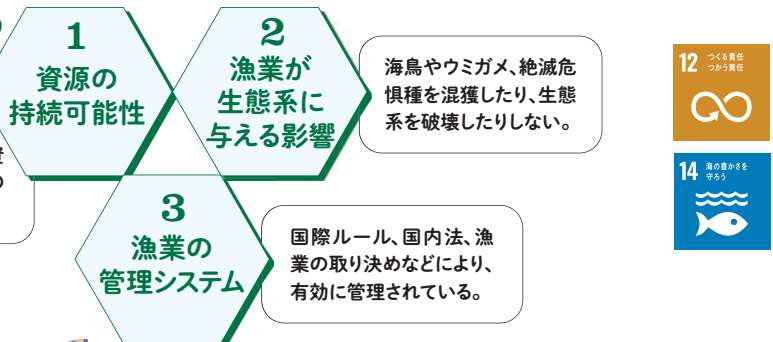 1
資源の
持続可能性
2
漁業が
生態系に
与える影響
海鳥やウミガメ、絶滅危
惧種を混獲したり、生態
系を破壊したりしない。
3
漁業の
管理システム
国際ルール、国内法、漁
業の取り決めなどにより、
有効に管理されている。
12 つくる責任
つかう責任
14 海の豊かさを
守ろう